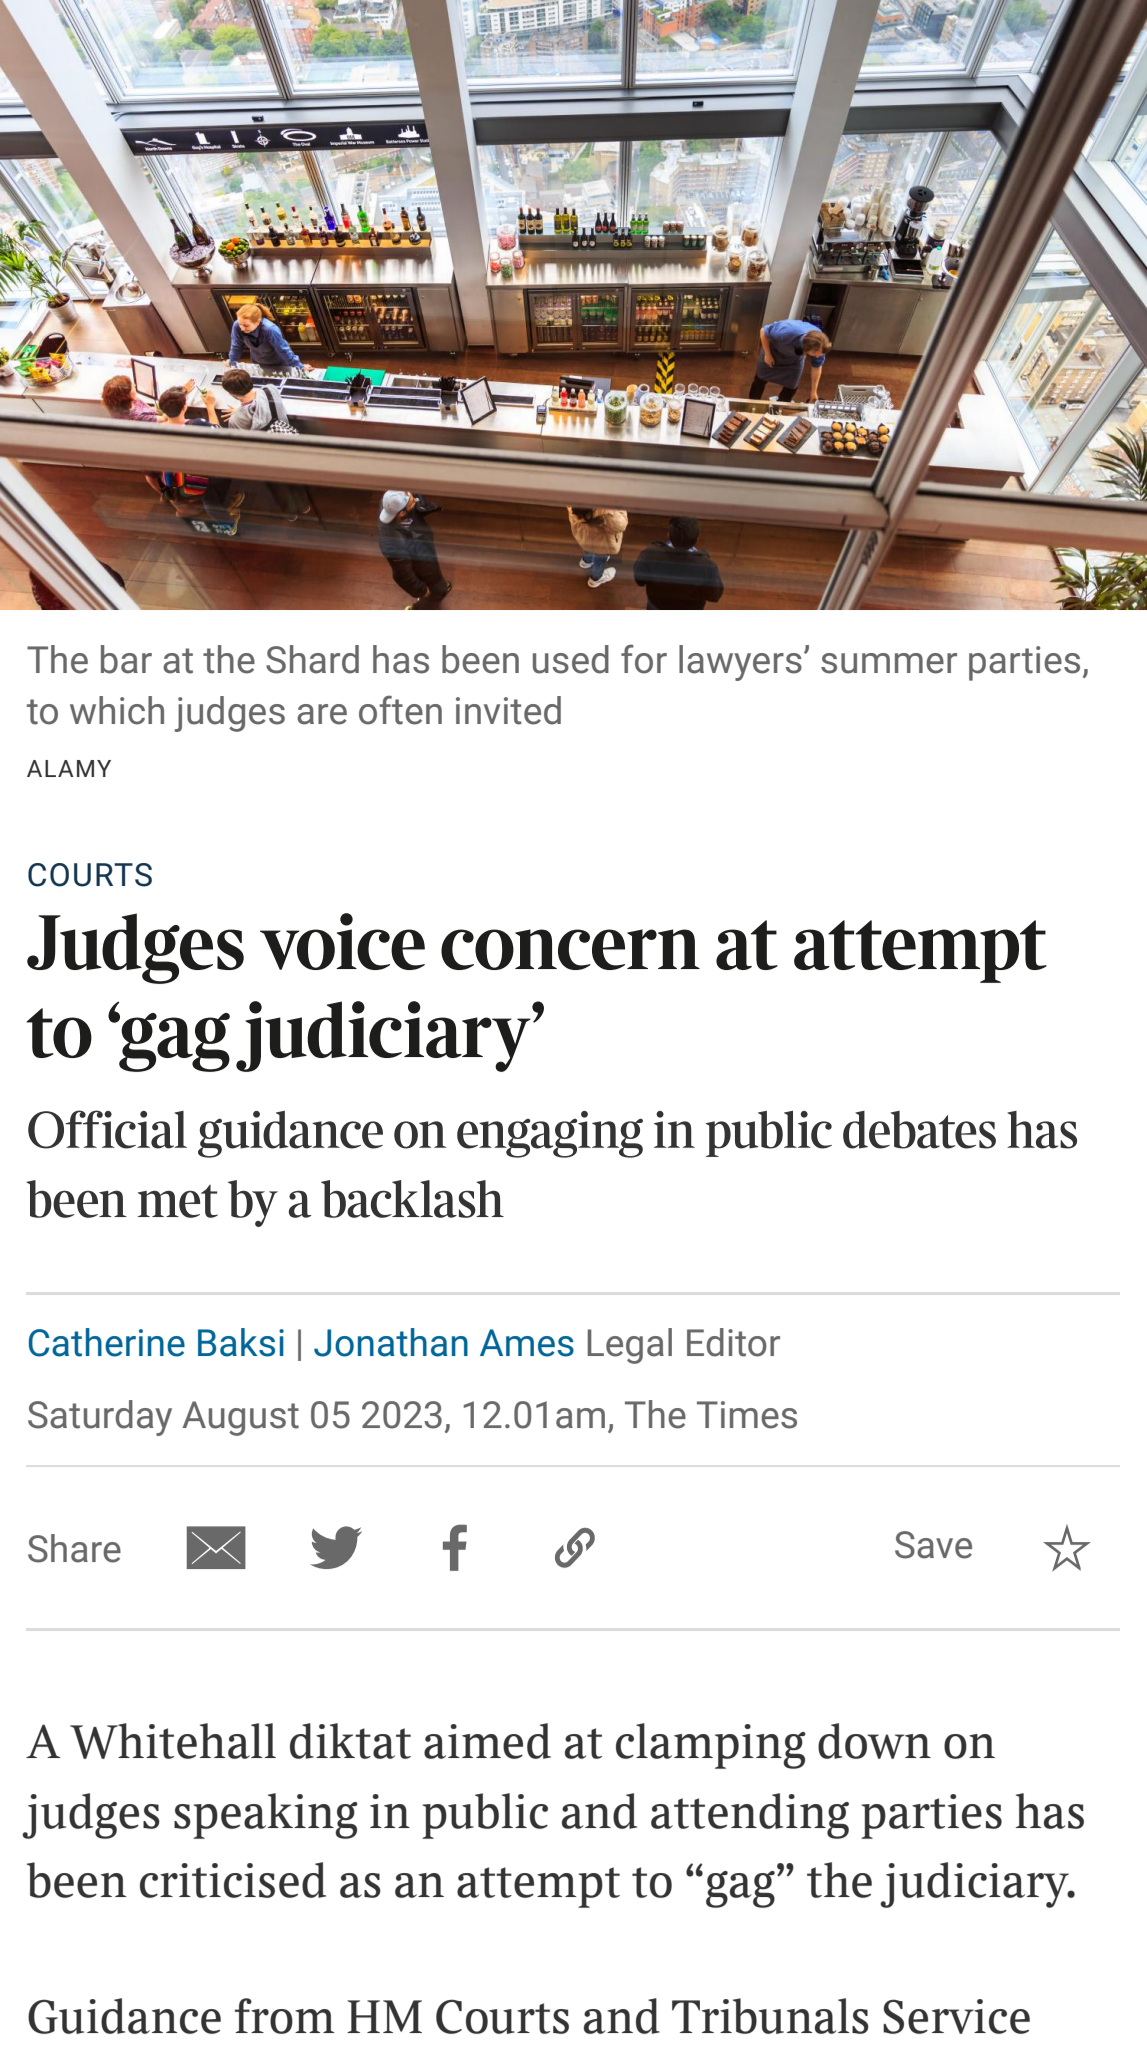 The bar at the Shard has been used for lawyers’ summer parties,
to which judges are often invited
ALAMY
COURTS
Judges voice concern at attempt
to ‘gag judiciary’
Official guidance on engaging in public debates has
been met by a backlash
Catherine Baksi | Jonathan Ames Legal Editor
Saturday August 05 2023, 12.01am, The Times
Share
Save
A Whitehall diktat aimed at clamping down on
judges speaking in public and attending parties has
been criticised as an attempt to “gag” the judiciary.
Guidance from HM Courts and Tribunals Service